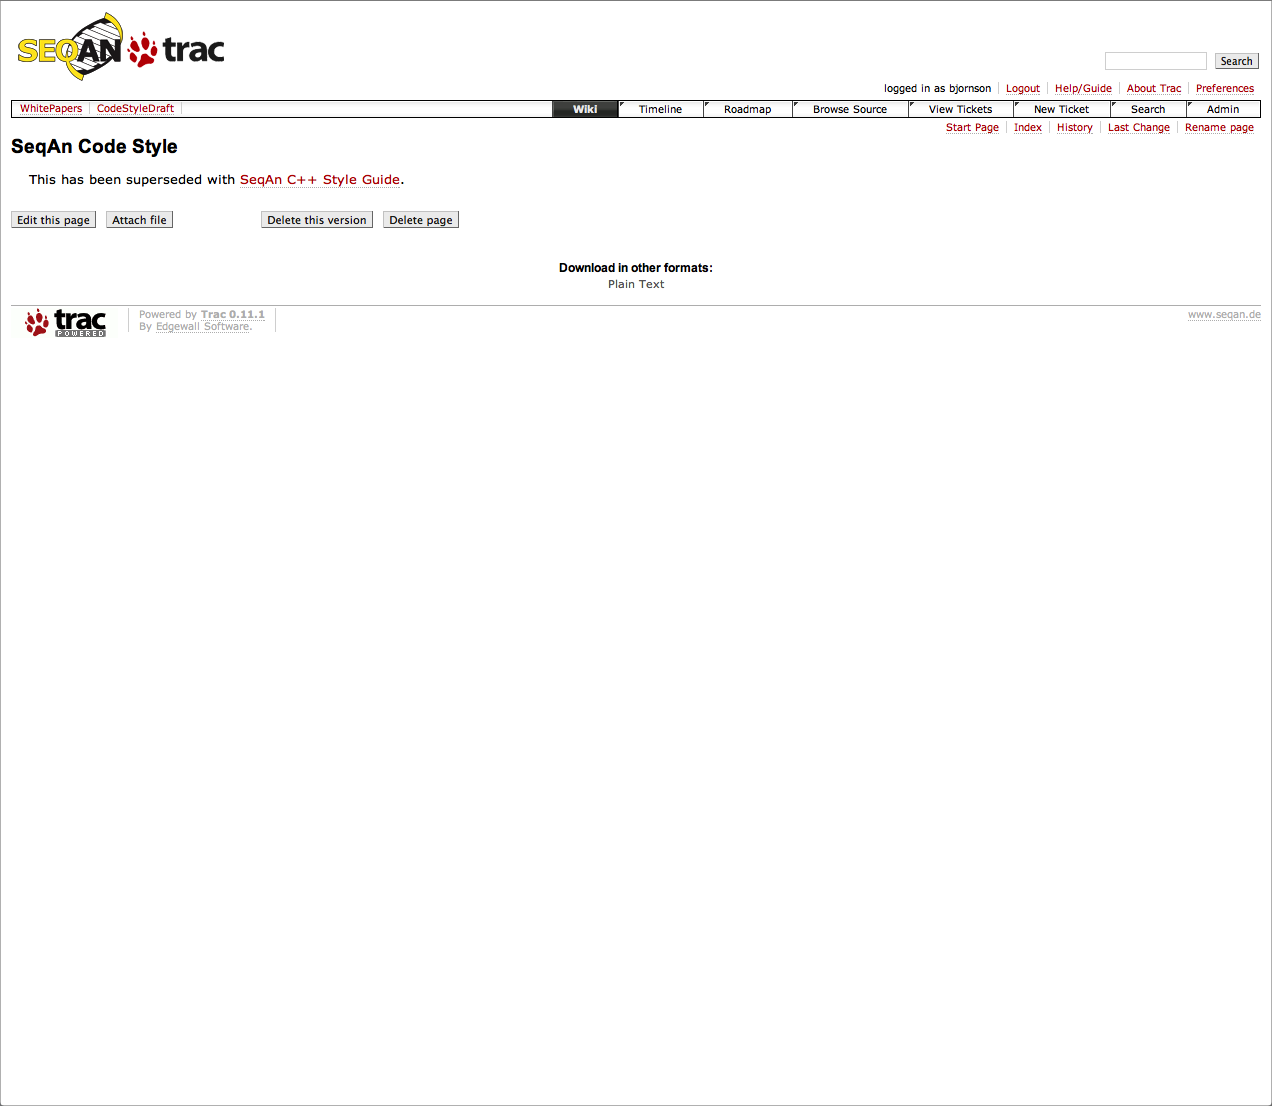 SEQAN trac
Search
logged in as bjornson Logout Help/Guide About Trac Preferences
WhitePapers CodeStyleDraft Wiki Timeline Roadmap Browse Source View Tickets New Ticket Search Admin
Start Page Index History Last Change Rename page
SeqAn Code Style
This has been superseded with SeqAn C++ Style Guide.
Edit this page Attach file Delete this version Delete page
Download in other formats:
Plain Text
trac POWERED
Powered by Trac 0.11.1
By Edgewall Software.
www.seqan.de